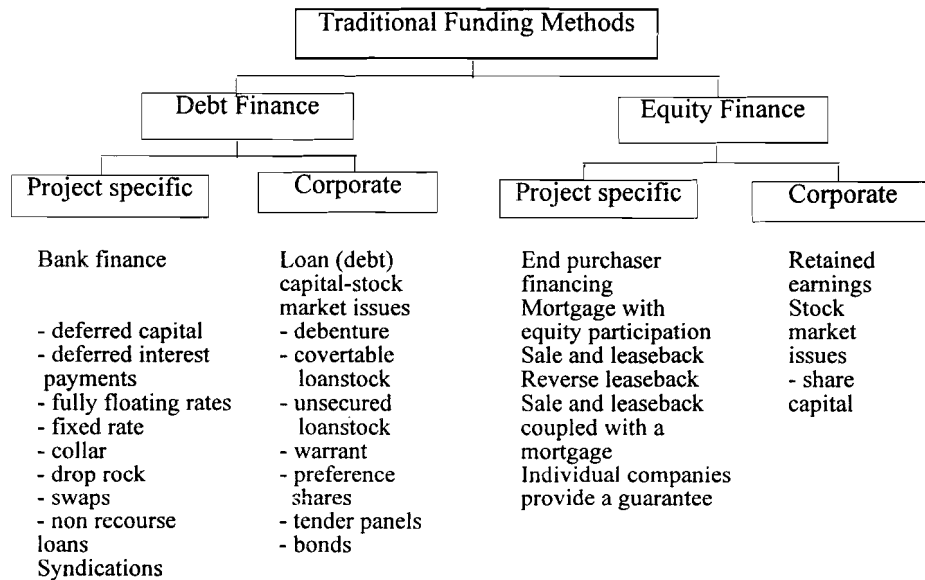 Traditional Funding Methods
Debt Finance
Equity Finance
Project specific
Corporate
Project specific
Corporate
Bank finance
- deferred capital
- deferred interest
payments
- fully floating rates
- fixed rate
- collar
- drop rock
- swaps
- non recourse
loans
Syndications
Loan (debt)
capital-stock
market issues
- debenture
- covertable
loanstock
- unsecured
loanstock
- warrant
- preference
shares
- tender panels
- bonds
End purchaser
financing
Mortgage with
equity participation
Sale and leaseback
Reverse leaseback
Sale and leaseback
coupled with a
mortgage
Individual companies
provide a guarantee
Retained
earnings
Stock
market
issues
- share
capital